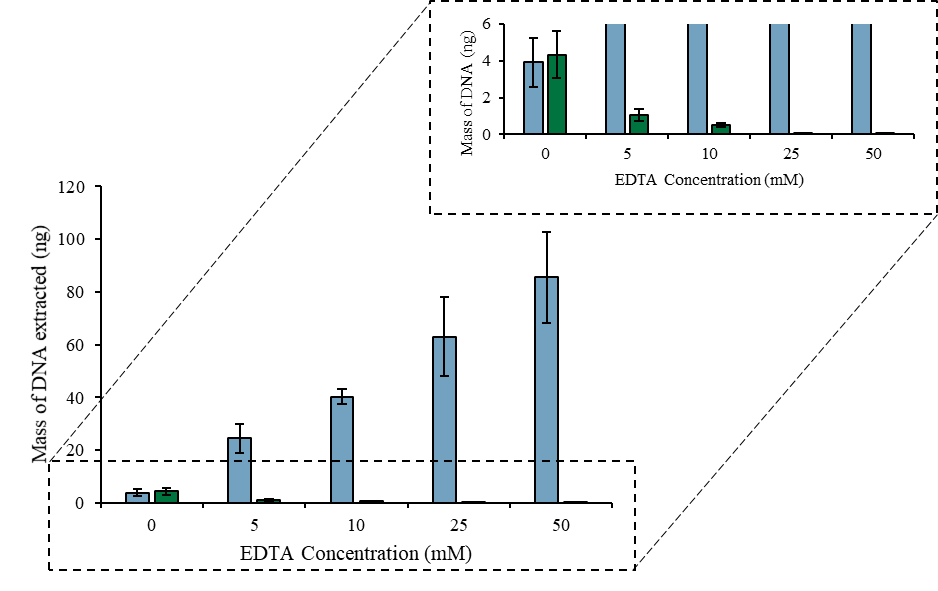 6
4
2
0
Mass of DNA (ng)
0 5 10 25 50
EDTA Concentration (mM)
120
100
80
60
40
20
0
Mass of DNA extracted (ng)
0 5 10 25 50
EDTA Concentration (mM)